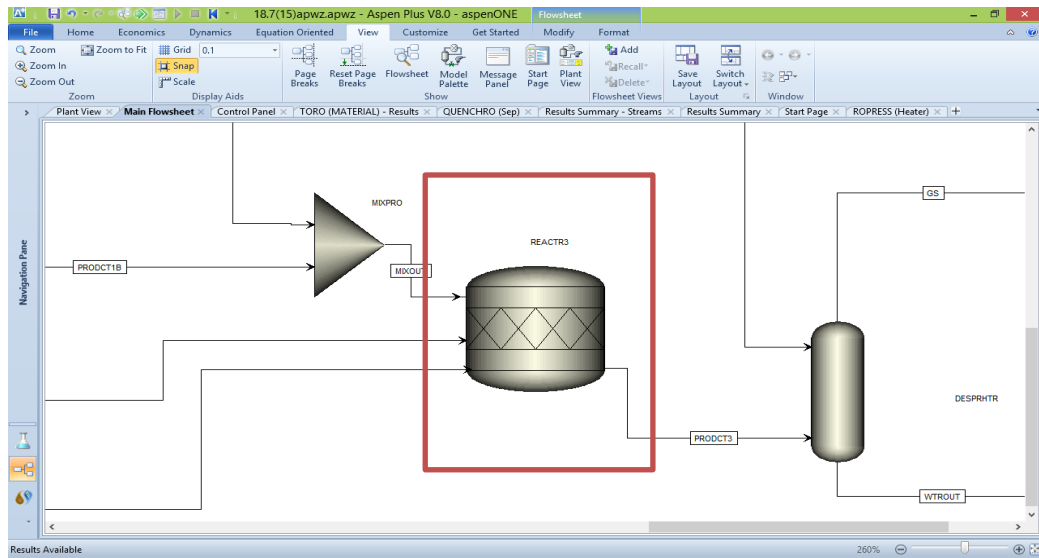 18.7(15)apwz.apwz - Aspen Plus V8.0 - aspenONE
Flowsheet
File Home Economics Dynamics Equation Oriented View Customize Get Started Modify Format
Zoom Zoom to Fit Grid 0.1
Zoom In Snap
Zoom Out Scale
Page Breaks
Reset Page Breaks
Flowsheet
Model Palette
Message Panel
Start Page
Plant View
Add
Recall
Delete
Save Layout
Switch Layout
Zoom Display Aids Show Flowsheet Views Layout Window
Plant View Main Flowsheet Control Panel TORO (MATERIAL) - Results QUENCHRO (Sep) Results Summary - Streams Results Summary Start Page ROPRESS (Heater)
Navigation Pane
MIXPRO
GS
REACTR3
PRODCT1B
MIXOUT
DESPRHTR
PRODCT3
WTROUT
Results Available
260%